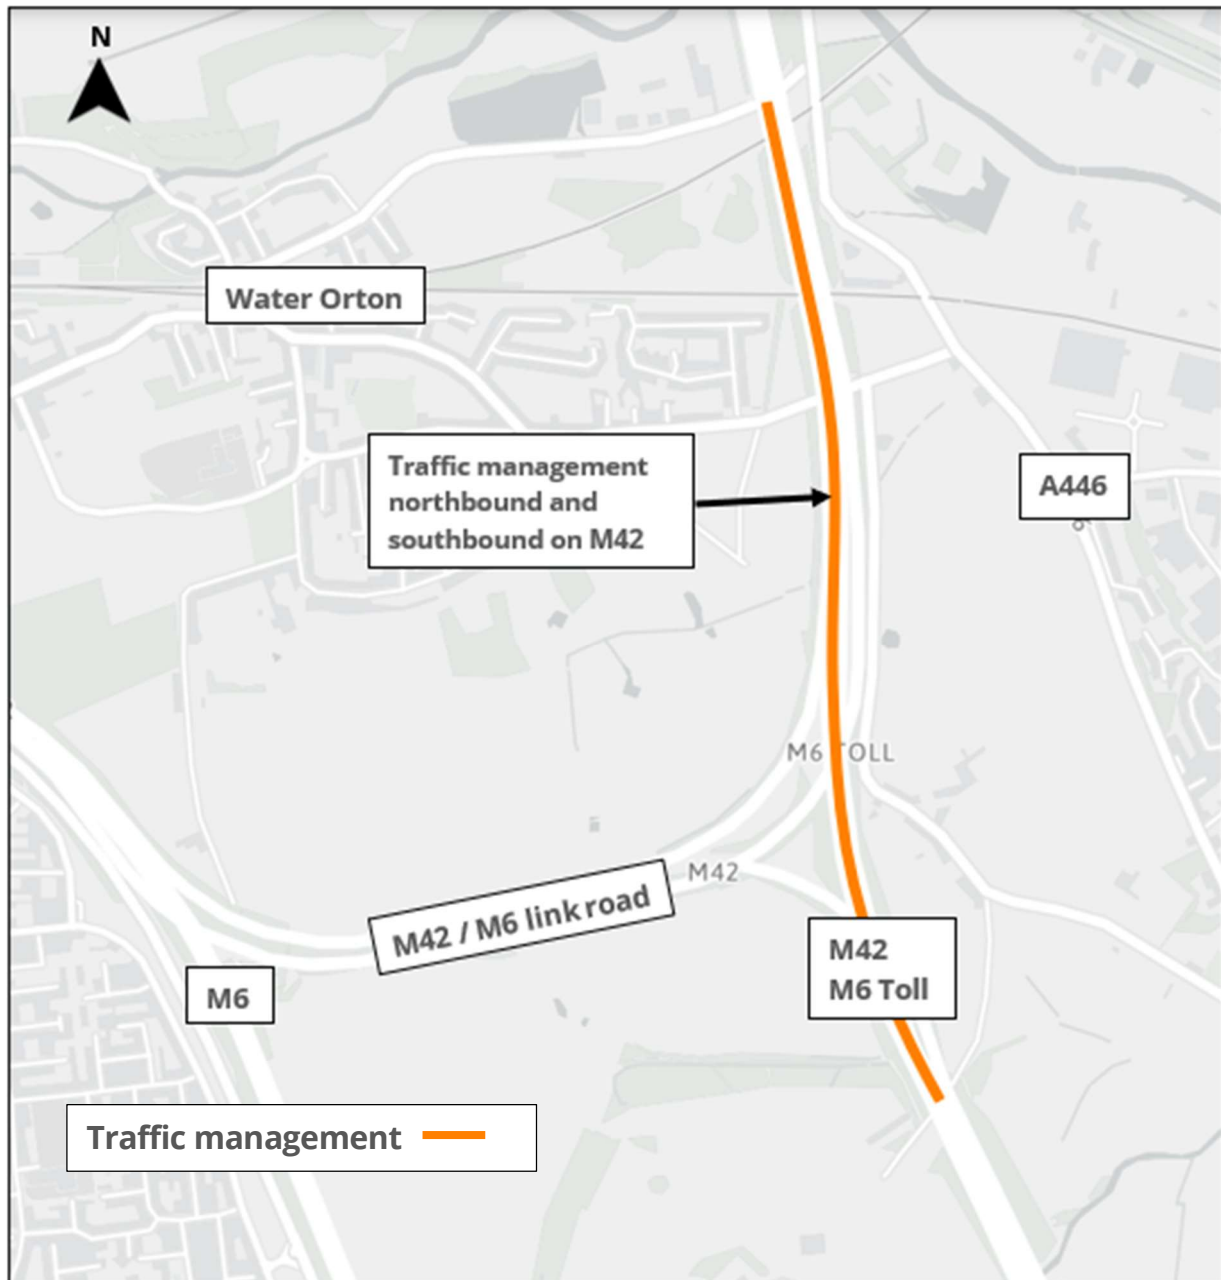 N
Water Orton
Traffic management
northbound and
southbound on M42
A446
M6 TOLL
M42
M42 / M6 link road
M42
M6 Toll
M6
Traffic management